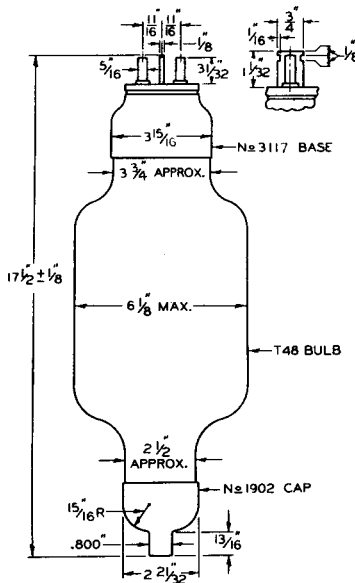 11/16" 11/16"
1/8"
5/16"
31/32"
3/4"
1/16"
1 1/32"
1/8"
3 15/16"
No 3117 BASE
3 3/4" APPROX.
17 1/2" ± 1/8"
6 1/8" MAX.
T48 BULB
2 1/2"
APPROX.
No 1902 CAP
15/16" R
.800"
13/16"
2 21/32"